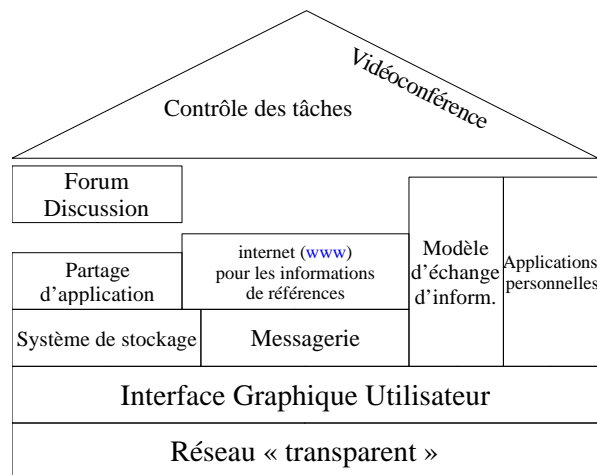 Vidéoconférence
Contrôle des tâches
Forum
Discussion
Partage
d'application
internet (www)
pour les informations
de références
Modèle
d'échange
d'inform.
Applications
personnelles
Système de stockage
Messagerie
Interface Graphique Utilisateur
Réseau « transparent »